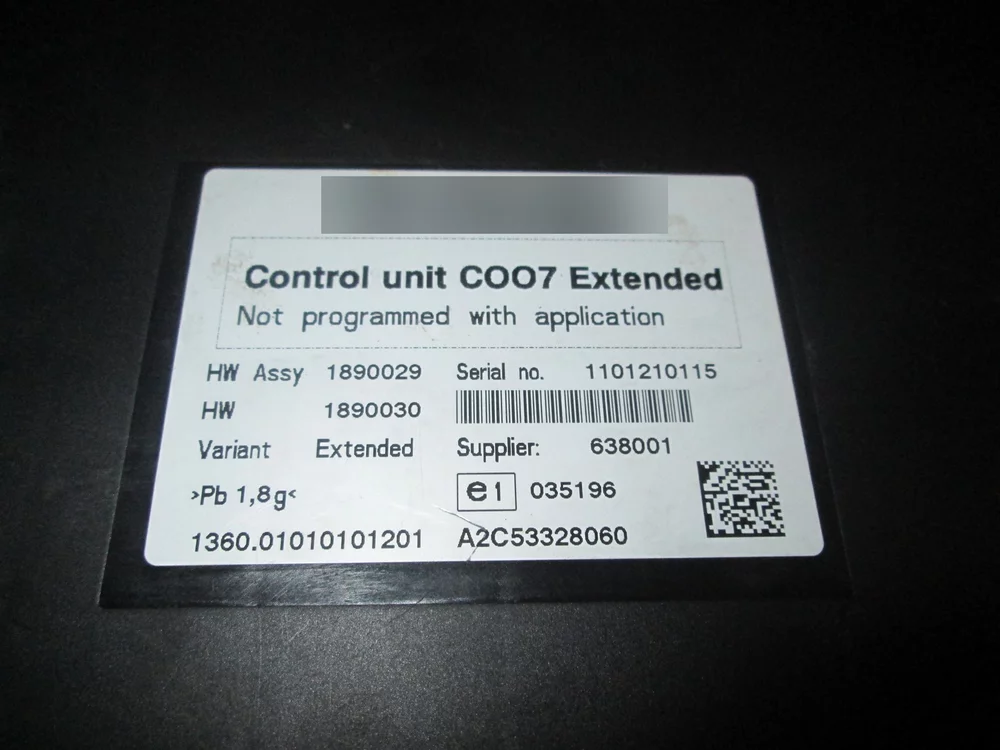 Control unit COO7 Extended
Not programmed with application
HW Assy 1890029 Serial no. 1101210115
HW 1890030
Variant Extended Supplier: 638001
>Pb 1,8g< e1 035196
1360.01010101201 A2C53328060